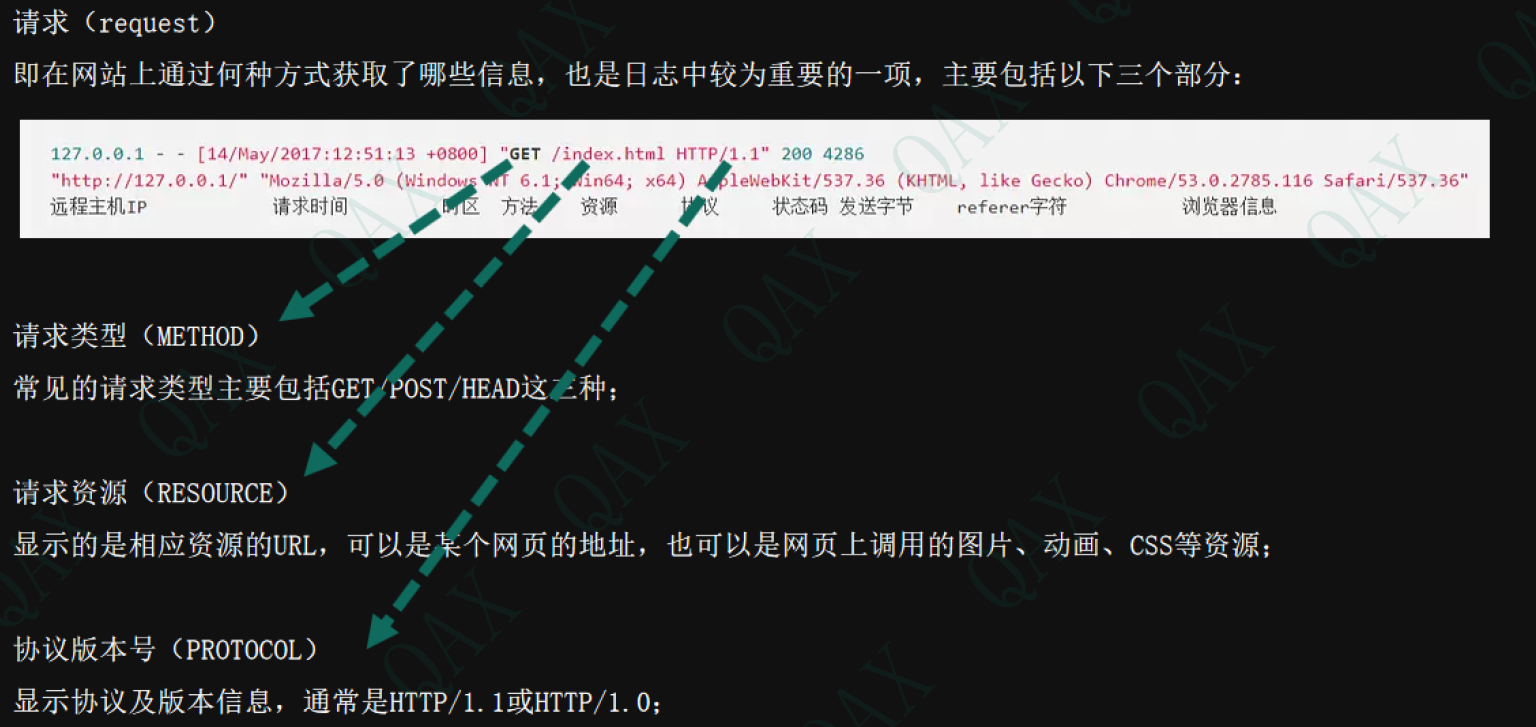 请求（request）
即在网站上通过何种方式获取了哪些信息，也是日志中较为重要的一项，主要包括以下三个部分：
127.0.0.1 - - [14/May/2017:12:51:13 +0800] "GET /index.html HTTP/1.1" 200 4286
"http://127.0.0.1/" "Mozilla/5.0 (Windows NT 6.1; Win64; x64) AppleWebKit/537.36 (KHTML, like Gecko) Chrome/53.0.2785.116 Safari/537.36"
远程主机IP 请求时间 时区 方法 资源 协议 状态码 发送字节 referer字符 浏览器信息
请求类型（METHOD）
常见的请求类型主要包括GET/POST/HEAD这三种；
请求资源（RESOURCE）
显示的是相应资源的URL，可以是某个网页的地址，也可以是网页上调用的图片、动画、CSS等资源；
协议版本号（PROTOCOL）
显示协议及版本信息，通常是HTTP/1.1或HTTP/1.0；
QAX
QAX
QAX
QAX
QAX
QAX
QAX
QAX
QAX
QAX
QAX
QAX